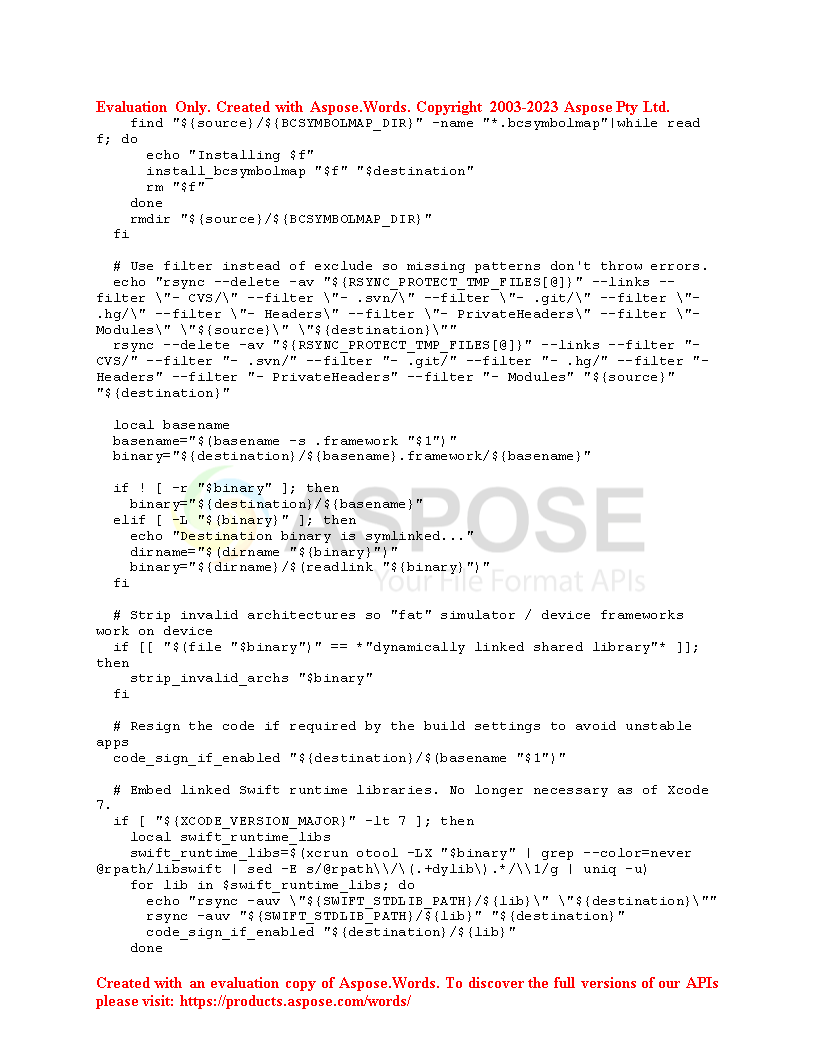 Evaluation Only. Created with Aspose.Words. Copyright 2003-2023 Aspose Pty Ltd.
    find "${source}/${BCSYMBOLMAP_DIR}" -name "*.bcsymbolmap"|while read
f; do
      echo "Installing $f"
      install_bcsymbolmap "$f" "$destination"
      rm "$f"
    done
    rmdir "${source}/${BCSYMBOLMAP_DIR}"
  fi

  # Use filter instead of exclude so missing patterns don't throw errors.
  echo "rsync --delete -av "${RSYNC_PROTECT_TMP_FILES[@]}" --links --
filter \"- CVS/\" --filter \"- .svn/\" --filter \"- .git/\" --filter \"-
.hg/\" --filter \"- Headers\" --filter \"- PrivateHeaders\" --filter \"-
Modules\" \"${source}\" \"${destination}\""
  rsync --delete -av "${RSYNC_PROTECT_TMP_FILES[@]}" --links --filter "-
CVS/" --filter "- .svn/" --filter "- .git/" --filter "- .hg/" --filter "-
Headers" --filter "- PrivateHeaders" --filter "- Modules" "${source}"
"${destination}"

  local basename
  basename="$(basename -s .framework "$1")"
  binary="${destination}/${basename}.framework/${basename}"

  if ! [ -r "$binary" ]; then
    binary="${destination}/${basename}"
  elif [ -L "${binary}" ]; then
    echo "Destination binary is symlinked..."
    dirname="$(dirname "${binary}")"
    binary="${dirname}/$(readlink "${binary}")"
  fi
ASPOSE
Your File Format APIs

  # Strip invalid architectures so "fat" simulator / device frameworks
work on device
  if [[ "$(file "$binary")" == *"dynamically linked shared library"* ]];
then
    strip_invalid_archs "$binary"
  fi

  # Resign the code if required by the build settings to avoid unstable
apps
  code_sign_if_enabled "${destination}/$(basename "$1")"

  # Embed linked Swift runtime libraries. No longer necessary as of Xcode
7.
  if [ "${XCODE_VERSION_MAJOR}" -lt 7 ]; then
    local swift_runtime_libs
    swift_runtime_libs=$(xcrun otool -LX "$binary" | grep --color=never
@rpath/libswift | sed -E s/@rpath\\/\(.+dylib\).*/\\1/g | uniq -u)
    for lib in $swift_runtime_libs; do
      echo "rsync -auv \"${SWIFT_STDLIB_PATH}/${lib}\" \"${destination}\""
      rsync -auv "${SWIFT_STDLIB_PATH}/${lib}" "${destination}"
      code_sign_if_enabled "${destination}/${lib}"
    done

Created with an evaluation copy of Aspose.Words. To discover the full versions of our APIs
please visit: https://products.aspose.com/words/